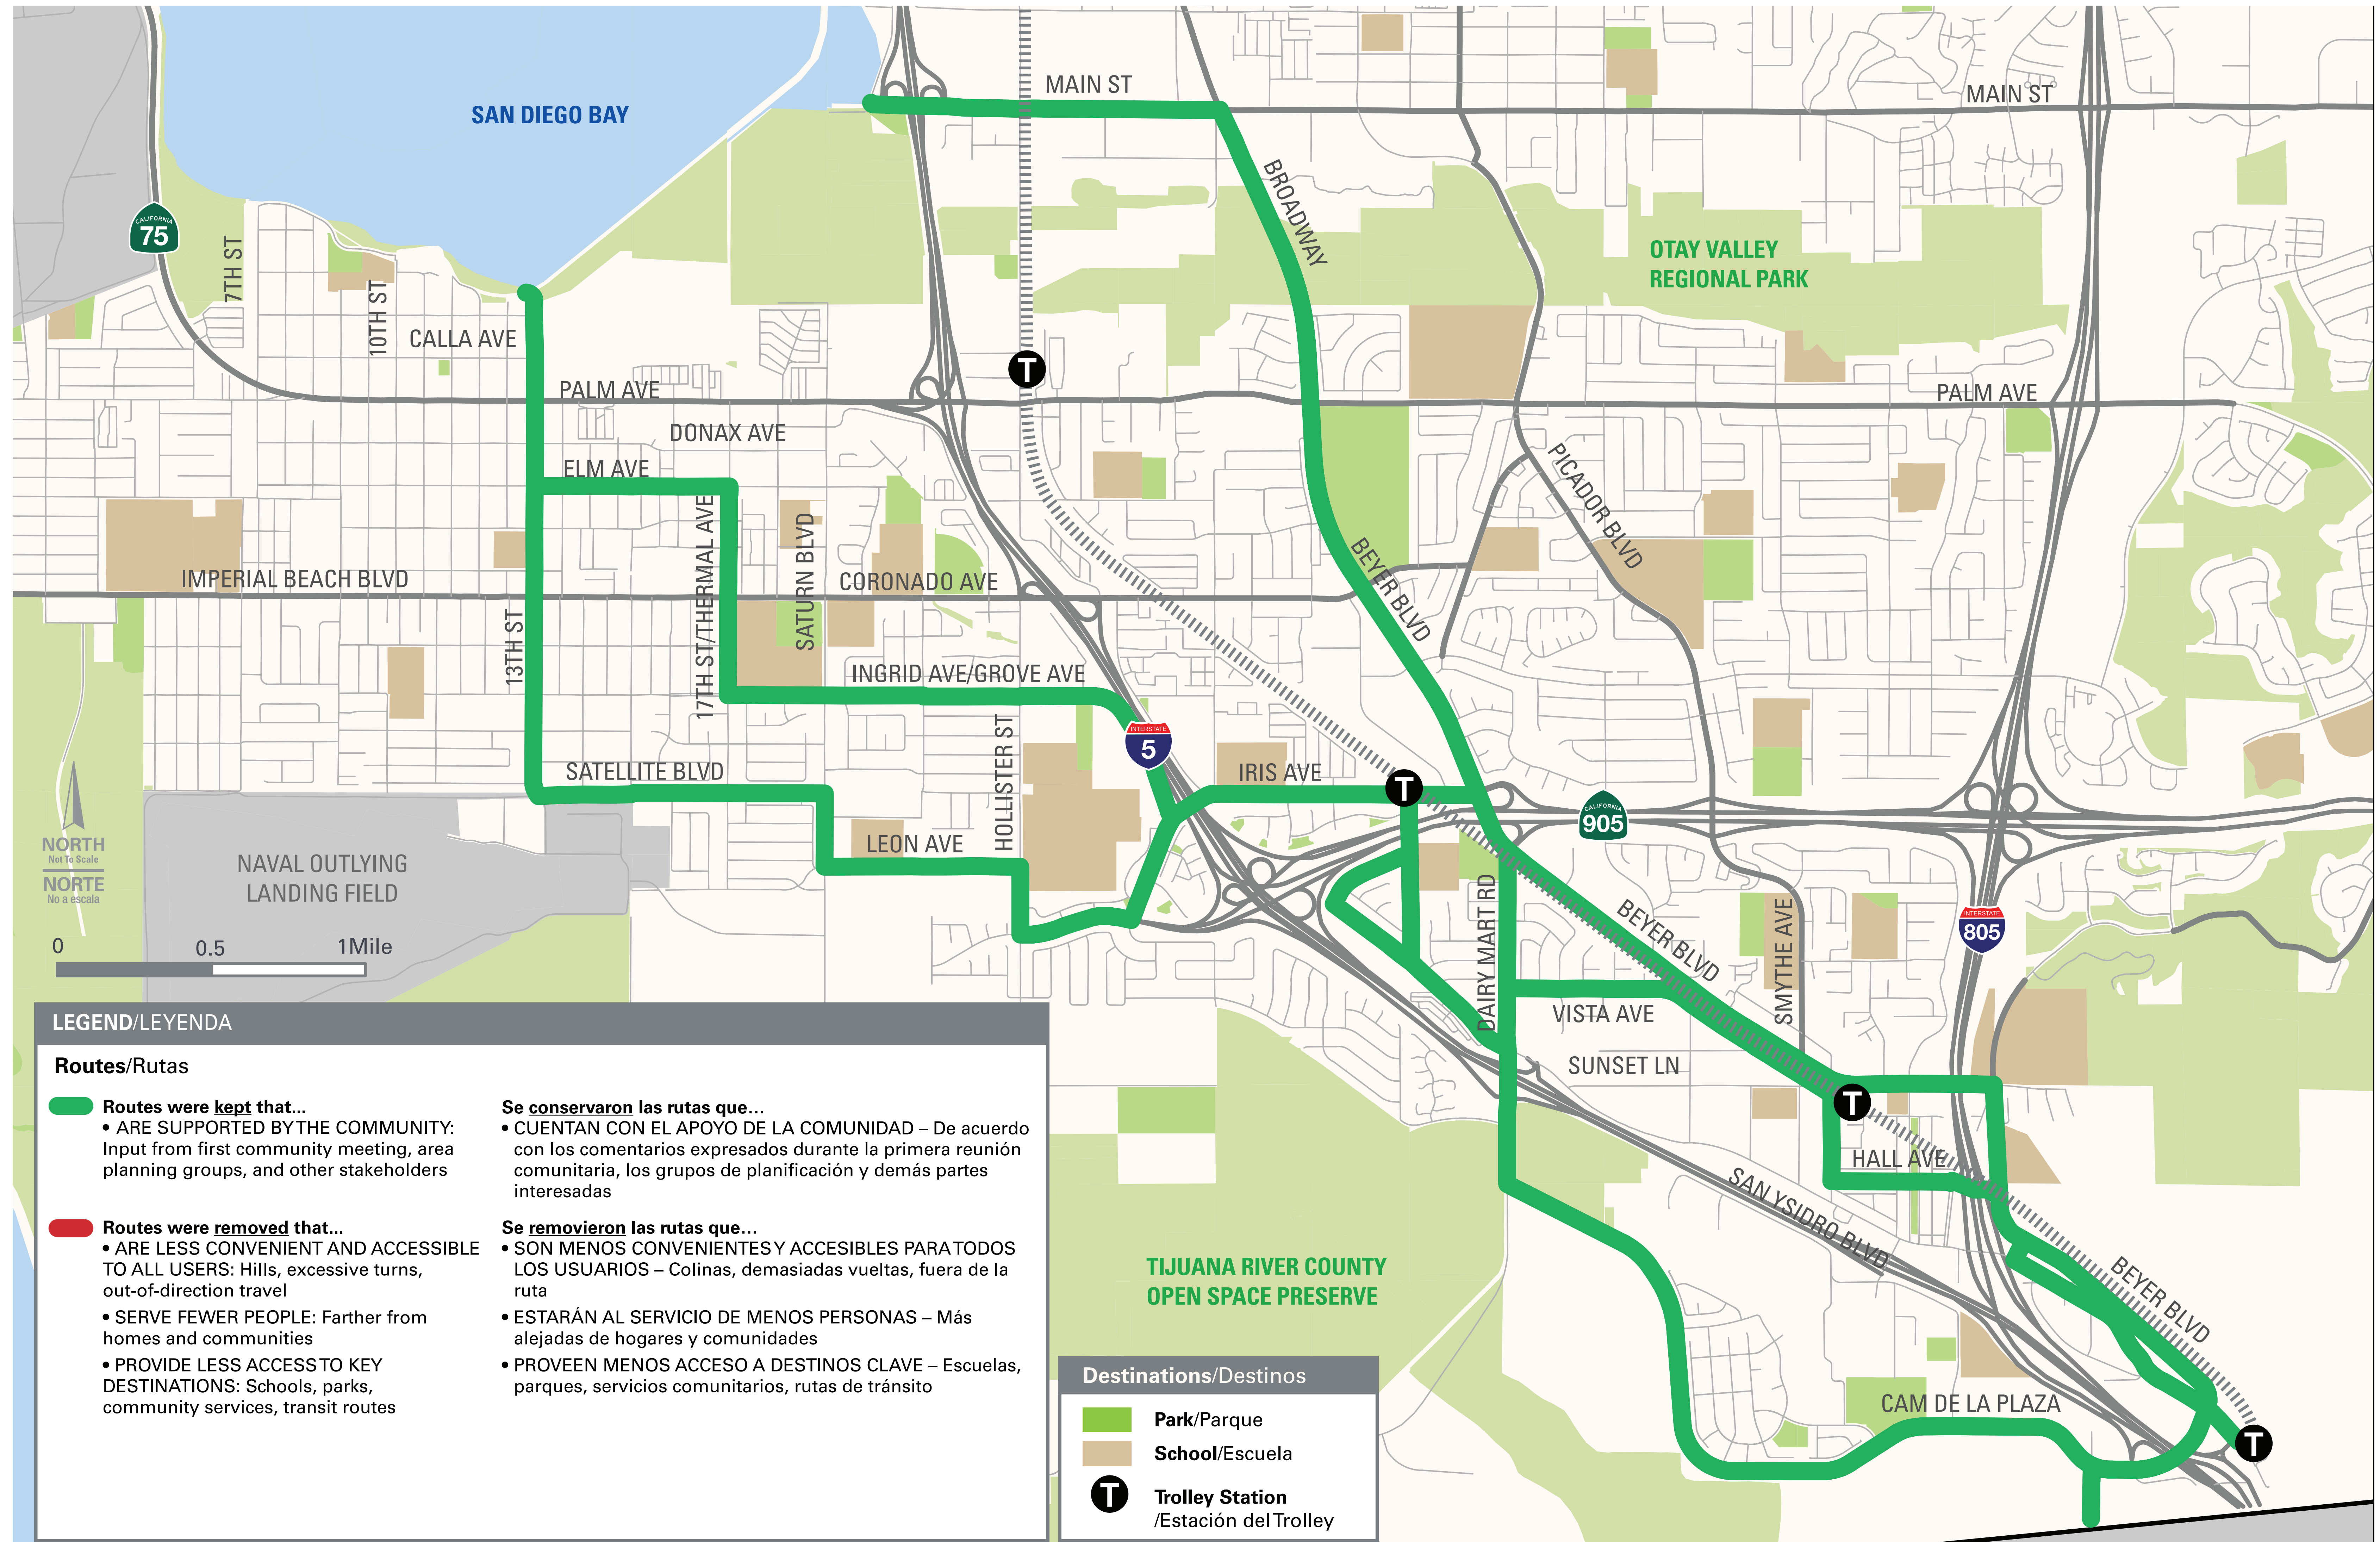 MAIN ST
MAIN ST
SAN DIEGO BAY
BROADWAY
CALIFORNIA
75
7TH ST
OTAY VALLEY
REGIONAL PARK
10TH ST
CALLA AVE
T
PALM AVE
PALM AVE
DONAX AVE
ELM AVE
PICADOR BLVD
17TH ST/THERMAL AVE
SATURN BLVD
IMPERIAL BEACH BLVD
CORONADO AVE
BEYER BLVD
13TH ST
INGRID AVE/GROVE AVE
HOLLISTER ST
INTERSTATE
5
SATELLITE BLVD
IRIS AVE
T
CALIFORNIA
905
LEON AVE
NORTH
Not To Scale
NORTE
No a escala
NAVAL OUTLYING
LANDING FIELD
DAIRY MART RD
BEYER BLVD
SMYTHE AVE
INTERSTATE
805
0 0.5 1Mile
VISTA AVE
SUNSET LN
T
HALL AVE
SAN YSIDRO BLVD
BEYER BLVD
TIJUANA RIVER COUNTY
OPEN SPACE PRESERVE
CAM DE LA PLAZA
T
LEGEND/LEYENDA
Routes/Rutas
Routes were kept that...
• ARE SUPPORTED BY THE COMMUNITY:
Input from first community meeting, area
planning groups, and other stakeholders
Se conservaron las rutas que…
• CUENTAN CON EL APOYO DE LA COMUNIDAD – De acuerdo
con los comentarios expresados durante la primera reunión
comunitaria, los grupos de planificación y demás partes
interesadas
Routes were removed that...
• ARE LESS CONVENIENT AND ACCESSIBLE
TO ALL USERS: Hills, excessive turns,
out-of-direction travel
• SERVE FEWER PEOPLE: Farther from
homes and communities
• PROVIDE LESS ACCESS TO KEY
DESTINATIONS: Schools, parks,
community services, transit routes
Se removieron las rutas que…
• SON MENOS CONVENIENTES Y ACCESIBLES PARA TODOS
LOS USUARIOS – Colinas, demasiadas vueltas, fuera de la
ruta
• ESTARÁN AL SERVICIO DE MENOS PERSONAS – Más
alejadas de hogares y comunidades
• PROVEEN MENOS ACCESO A DESTINOS CLAVE – Escuelas,
parques, servicios comunitarios, rutas de tránsito
Destinations/Destinos
Park/Parque
School/Escuela
T
Trolley Station
/Estación del Trolley